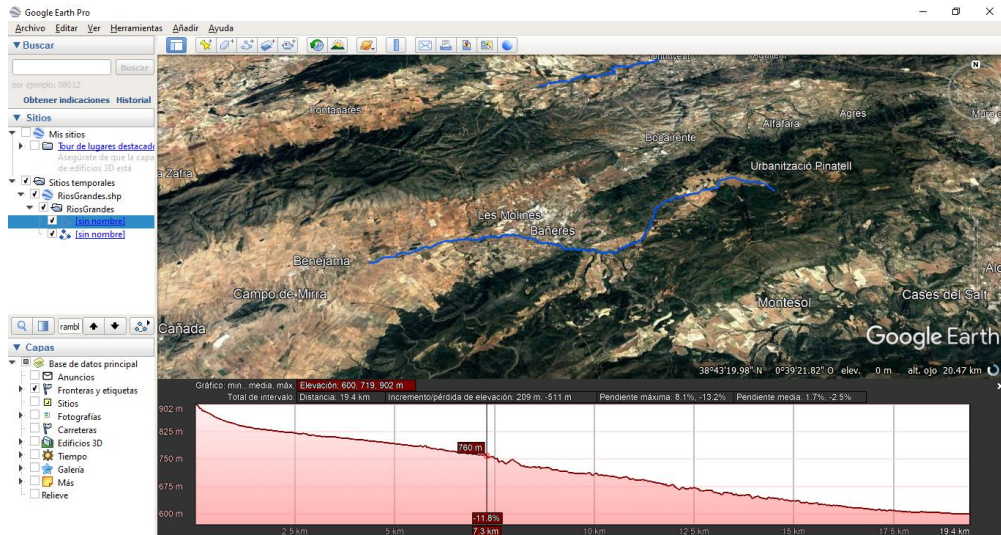 Google Earth Pro
Archivo Editar Ver Herramientas Añadir Ayuda
Buscar
Buscar
por ejemplo: 08012
Obtener indicaciones Historial
Sitios
Mis sitios
Tour de lugares destacado
Asegúrate de que la capa
de edificios 3D está
Sitios temporales
RiosGrandes.shp
RiosGrandes
[sin nombre]
[sin nombre]
rambl
Capas
Base de datos principal
Anuncios
Fronteras y etiquetas
Sitios
Fotografías
Carreteras
Edificios 3D
Tiempo
Galería
Más
Relieve
N
Fontanares
Agres
Muro d
Alfafara
Bocairente
a Zafra
Urbanització Pinatell
Les Molines
Bañeres
Benejama
Campo de Mirra
Montesol
Cases del Salt
Cañada
Google Earth
38°43'19.98" N 0°39'21.82" O elev. 0 m alt. ojo 20.47 km
Gráfico: mín., media, máx. Elevación: 600, 719, 902 m
Total de intervalo: Distancia: 19.4 km Incremento/pérdida de elevación: 209 m, -511 m Pendiente máxima: 8.1%, -13.2% Pendiente media: 1.7%, -2.5%
902 m
825 m
750 m
675 m
600 m
760 m
-11.8%
2.5 km 5 km 7.3 km 10 km 12.5 km 15 km 17.5 km 19.4 km